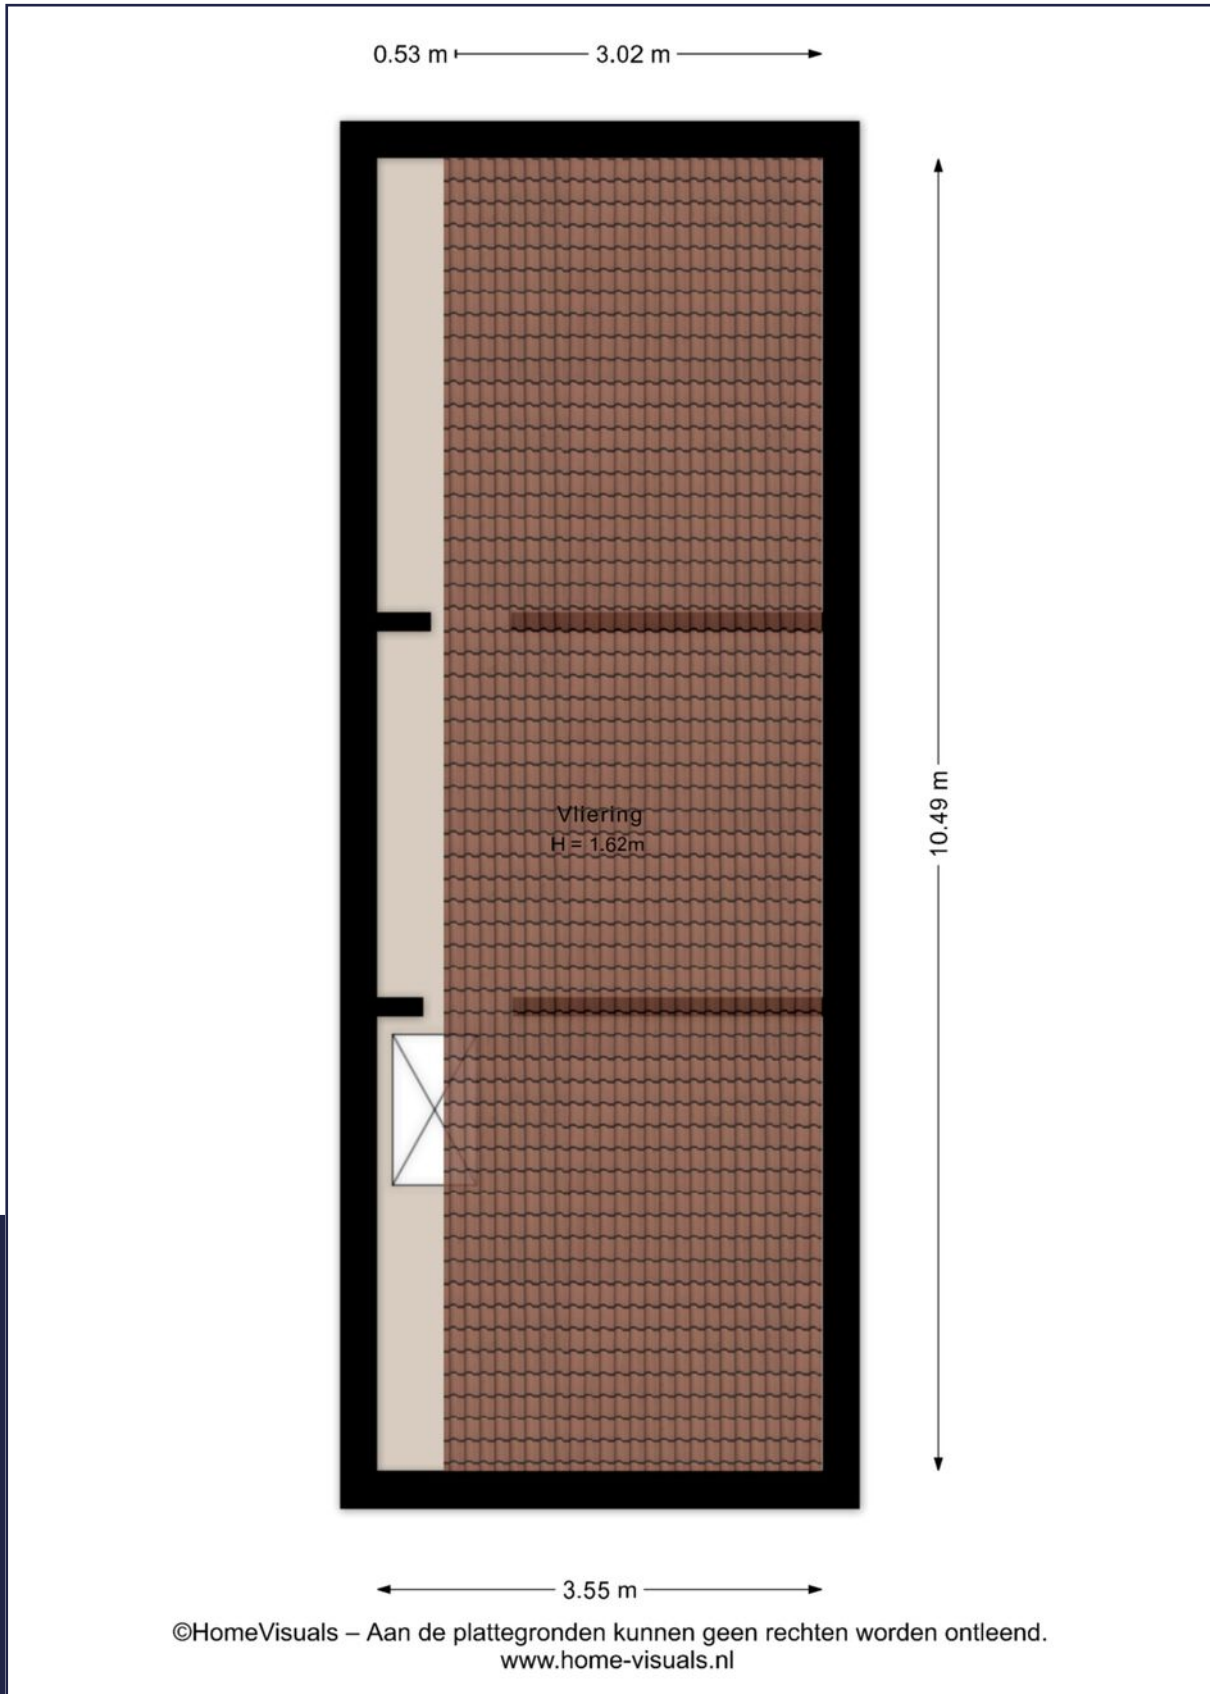 0.53 m 3.02 m
Vliering
H = 1.62m
10.49 m
3.55 m
©HomeVisuals – Aan de plattegronden kunnen geen rechten worden ontleend.
www.home-visuals.nl